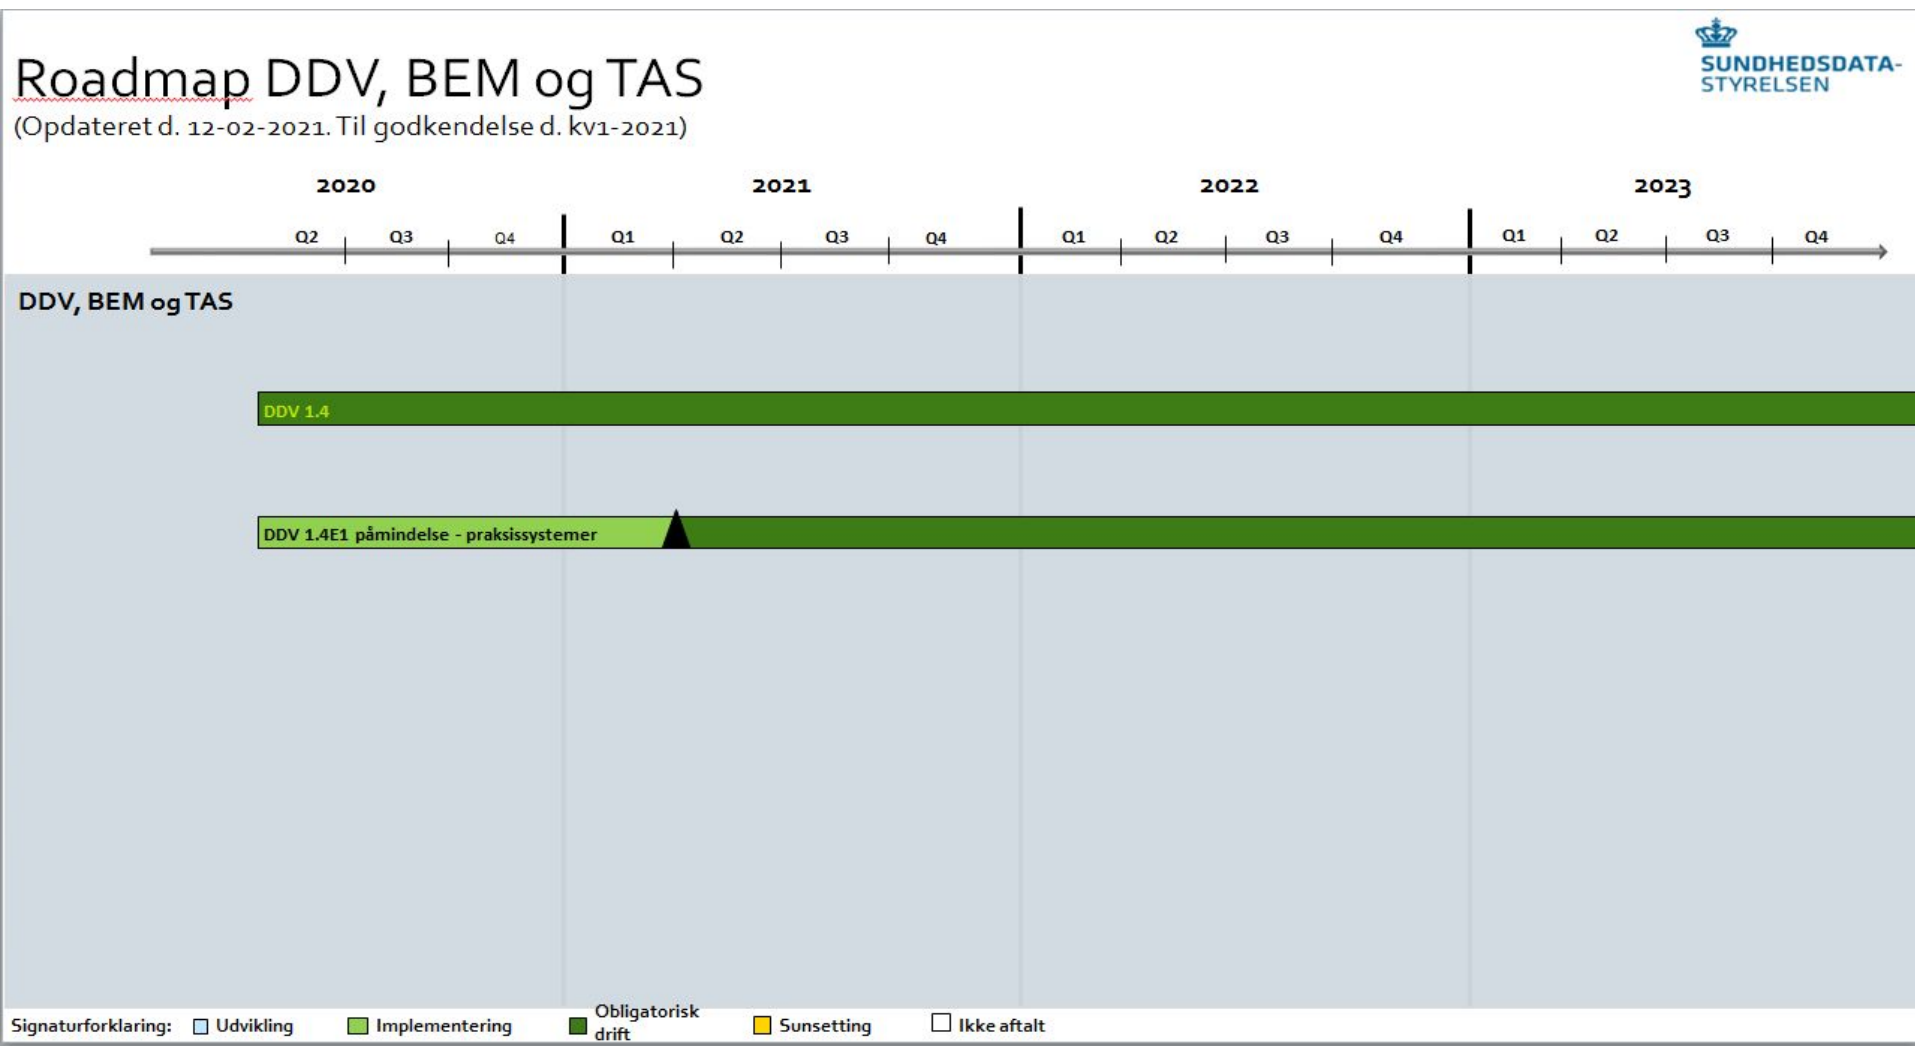 SUNDHEDSDATA-
STYRELSEN
Roadmap DDV, BEM og TAS
(Opdateret d. 12-02-2021. Til godkendelse d. kv1-2021)
2020 2021 2022 2023
Q2 Q3 Q4 Q1 Q2 Q3 Q4 Q1 Q2 Q3 Q4 Q1 Q2 Q3 Q4
DDV, BEM og TAS
DDV 1.4
DDV 1.4E1 påmindelse - praksissystemer
Signaturforklaring: Udvikling Implementering Obligatorisk
drift Sunsetting Ikke aftalt